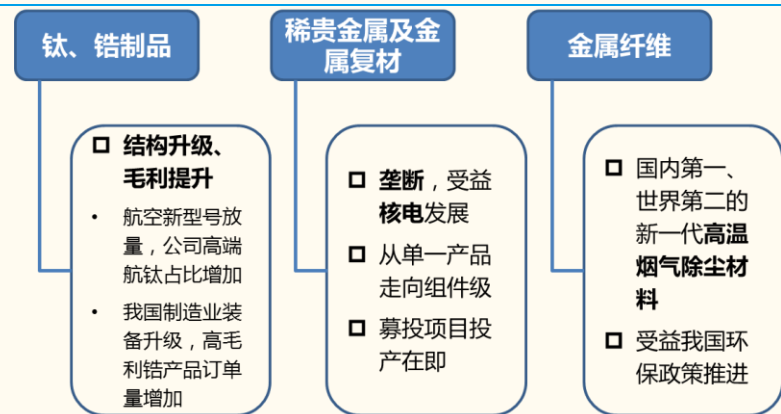 钛、锆制品
结构升级、
毛利提升
航空新型号放
量，公司高端
航钛占比增加
我国制造业装
备升级，高毛
利锆产品订单
量增加
稀贵金属及金
属复材
垄断，受益
核电发展
从单一产品
走向组件级
募投项目投
产在即
金属纤维
国内第一、
世界第二的
新一代高温
烟气除尘材
料
受益我国环
保政策推进